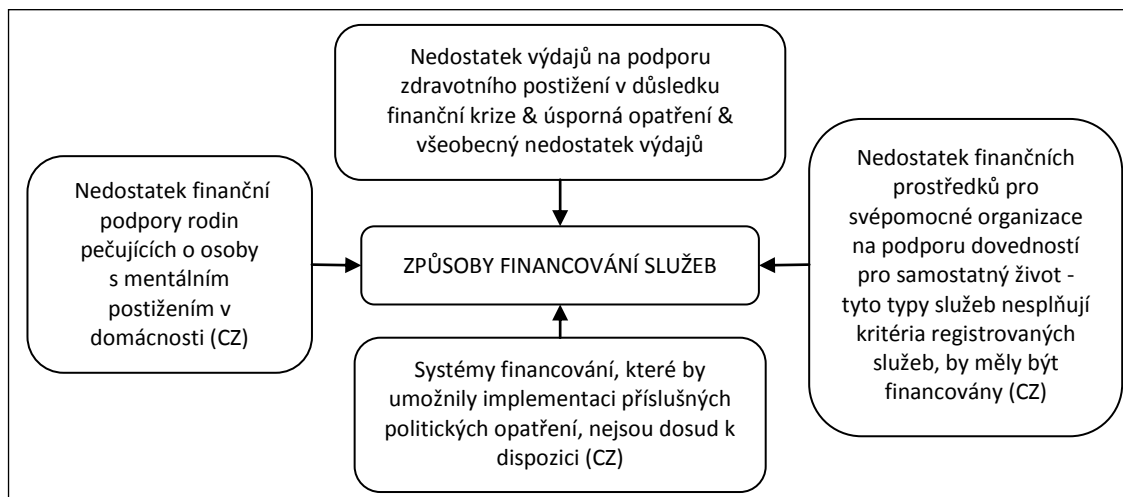 Nedostatek výdajů na podporu
zdravotního postižení v důsledku
finanční krize & úsporná opatření &
všeobecný nedostatek výdajů
Nedostatek finanční
podpory rodin
pečujících o osoby
s mentálním
postižením v
domácnosti (CZ)
ZPŮSOBY FINANCOVÁNÍ SLUŽEB
Nedostatek finančních
prostředků pro
svépomocné organizace
na podporu dovedností
pro samostatný život -
tyto typy služeb nesplňují
kritéria registrovaných
služeb, by měly být
financovány (CZ)
Systémy financování, které by
umožnily implementaci příslušných
politických opatření, nejsou dosud k
dispozici (CZ)